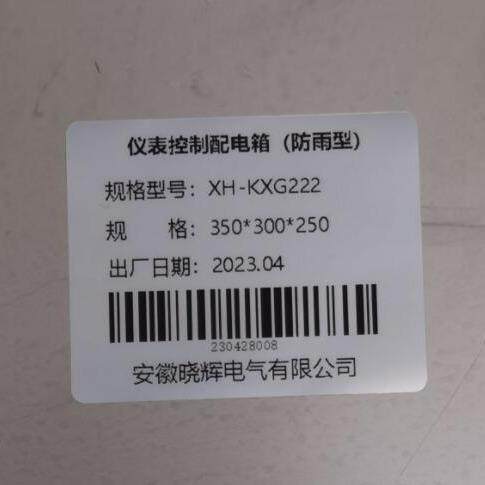 仪表控制配电箱（防雨型）
规格型号：XH-KXG222
规　格：350*300*250
出厂日期：2023.04
230428008
安徽晓辉电气有限公司